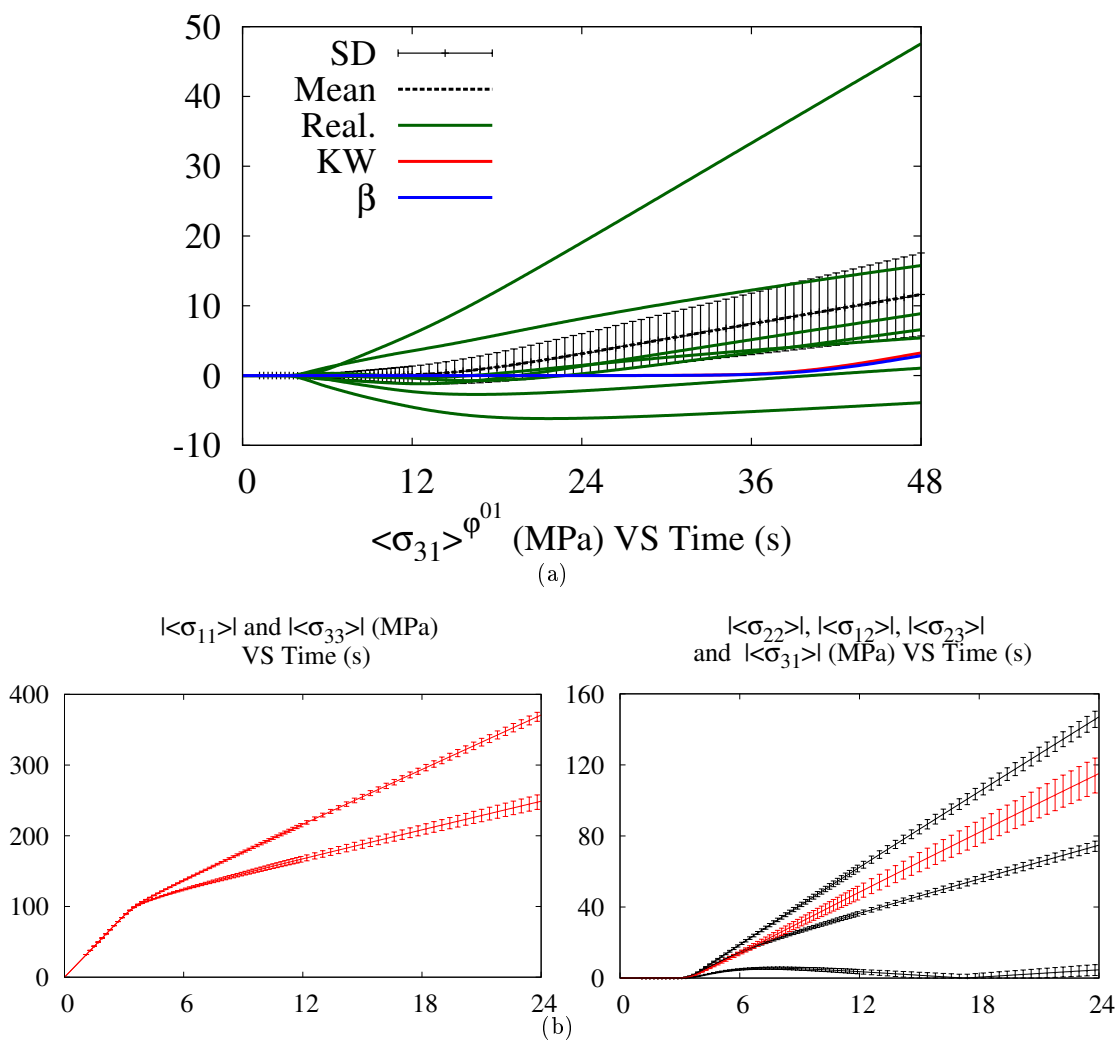 50
40
30
20
10
0
-10
SD
Mean
Real.
KW
β
0 12 24 36 48
<σ31>^φ^01 (MPa) VS Time (s)
(a)
|<σ11>| and |<σ33>| (MPa)
VS Time (s)
400
300
200
100
0
0 6 12 18 24
|<σ22>|, |<σ12>|, |<σ23>|
and |<σ31>| (MPa) VS Time (s)
160
120
80
40
0
0 6 12 18 24
(b)